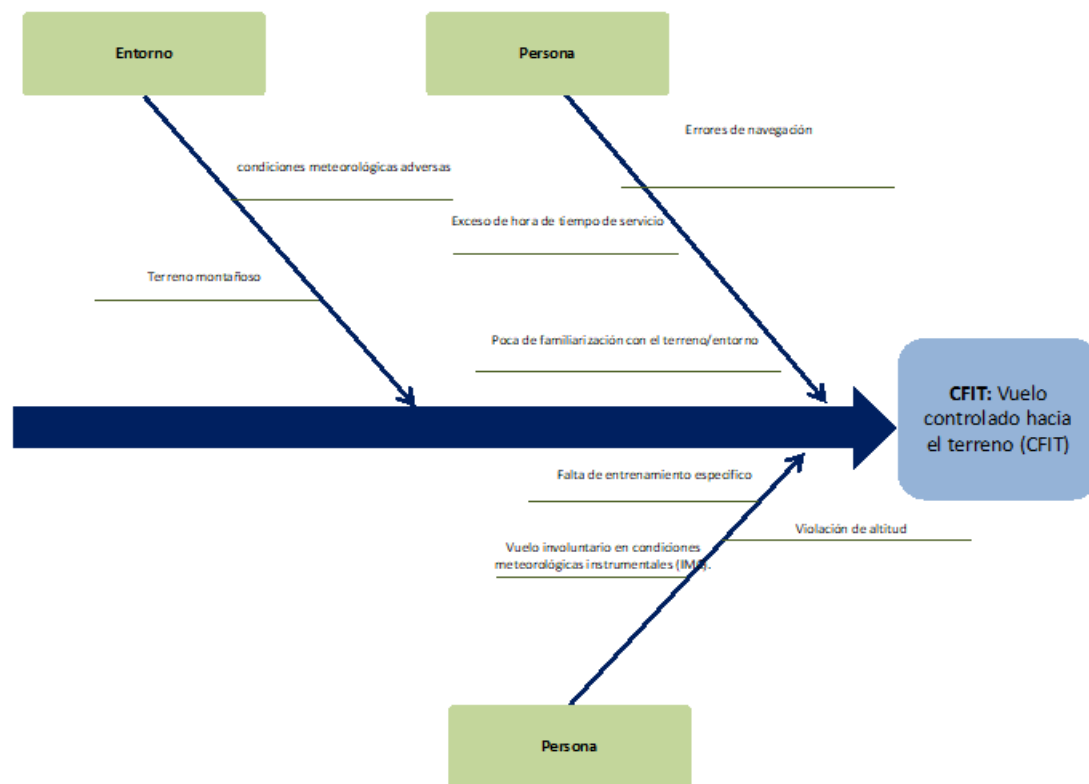 Entorno
Persona
Errores de navegación
condiciones meteorológicas adversas
Exceso de hora de tiempo de servicio
Terreno montañoso
Poca de familiarización con el terreno/entorno
CFIT: Vuelo
controlado hacia
el terreno (CFIT)
Falta de entrenamiento específico
Violación de altitud
Vuelo involuntario en condiciones
meteorológicas instrumentales (IMC).
Persona